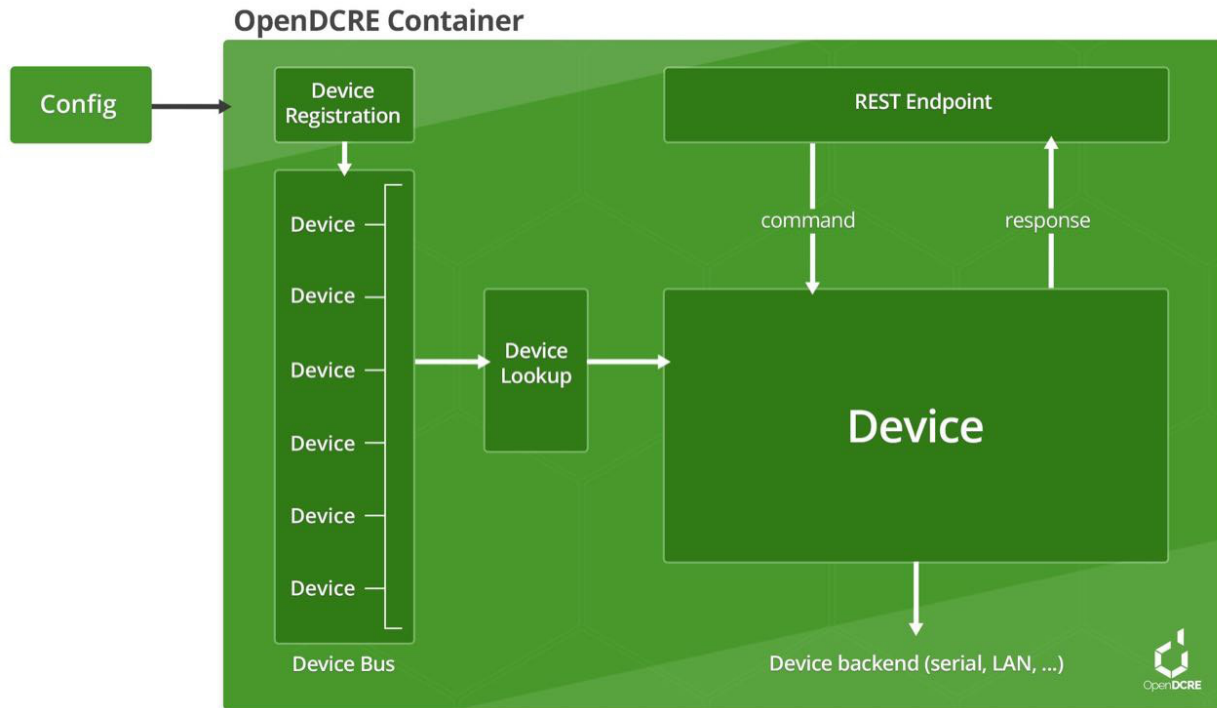 OpenDCRE Container
Config
Device
Registration
REST Endpoint
Device
Device
Device
Device
Device
Device
Device Bus
Device
Lookup
command
response
Device
Device backend (serial, LAN, ...)
OpenDCRE